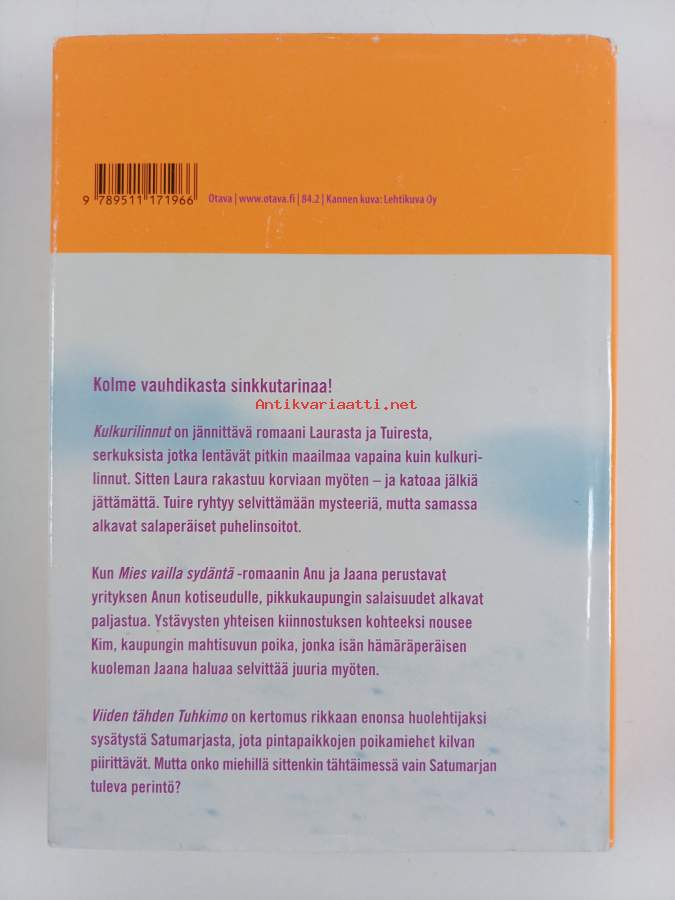 9 789511 171966
Otava | www.otava.fi | 84.2 | Kannen kuva: Lehtikuva Oy
Kolme vauhdikasta sinkkutarinaa!
Antikvariaatti.net
Kulkurilinnut on jännittävä romaani Laurasta ja Tuiresta,
serkuksista jotka lentävät pitkin maailmaa vapaina kuin kulkuri-
linnut. Sitten Laura rakastuu korviaan myöten – ja katoaa jälkiä
jättämättä. Tuire ryhtyy selvittämään mysteeriä, mutta samassa
alkavat salaperäiset puhelinsoitot.
Kun Mies vailla sydäntä -romaanin Anu ja Jaana perustavat
yrityksen Anun kotiseudulle, pikkukaupungin salaisuudet alkavat
paljastua. Ystävysten yhteisen kiinnostuksen kohteeksi nousee
Kim, kaupungin mahtisuvun poika, jonka isän hämäräperäisen
kuoleman Jaana haluaa selvittää juuria myöten.
Viiden tähden Tuhkimo on kertomus rikkaan enonsa huolehtijaksi
sysätystä Satumarjasta, jota pintapaikkojen poikamiehet kilvan
piirittävät. Mutta onko miehillä sittenkin tähtäimessä vain Satumarjan
tuleva perintö?